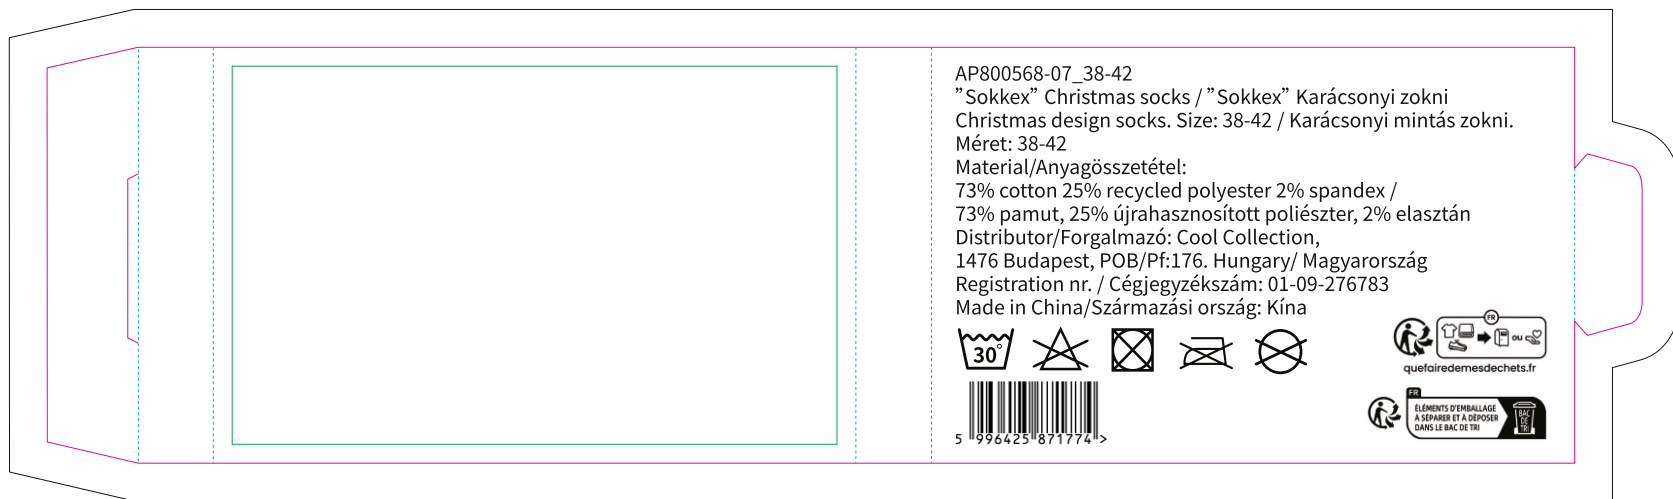 AP800568-07_38-42
”Sokkex” Christmas socks / ”Sokkex” Karácsonyi zokni
Christmas design socks. Size: 38-42 / Karácsonyi mintás zokni.
Méret: 38-42
Material/Anyagösszetétel:
73% cotton 25% recycled polyester 2% spandex /
73% pamut, 25% újrahasznosított poliészter, 2% elasztán
Distributor/Forgalmazó: Cool Collection,
1476 Budapest, POB/Pf:176. Hungary/ Magyarország
Registration nr. / Cégjegyzékszám: 01-09-276783
Made in China/Származási ország: Kína
30°
FR
ou
quefairedemesdechets.fr
FR
ÉLÉMENTS D'EMBALLAGE
À SÉPARER ET À DÉPOSER
DANS LE BAC DE TRI
BAC
DE
TRI
5 996425 871774 >